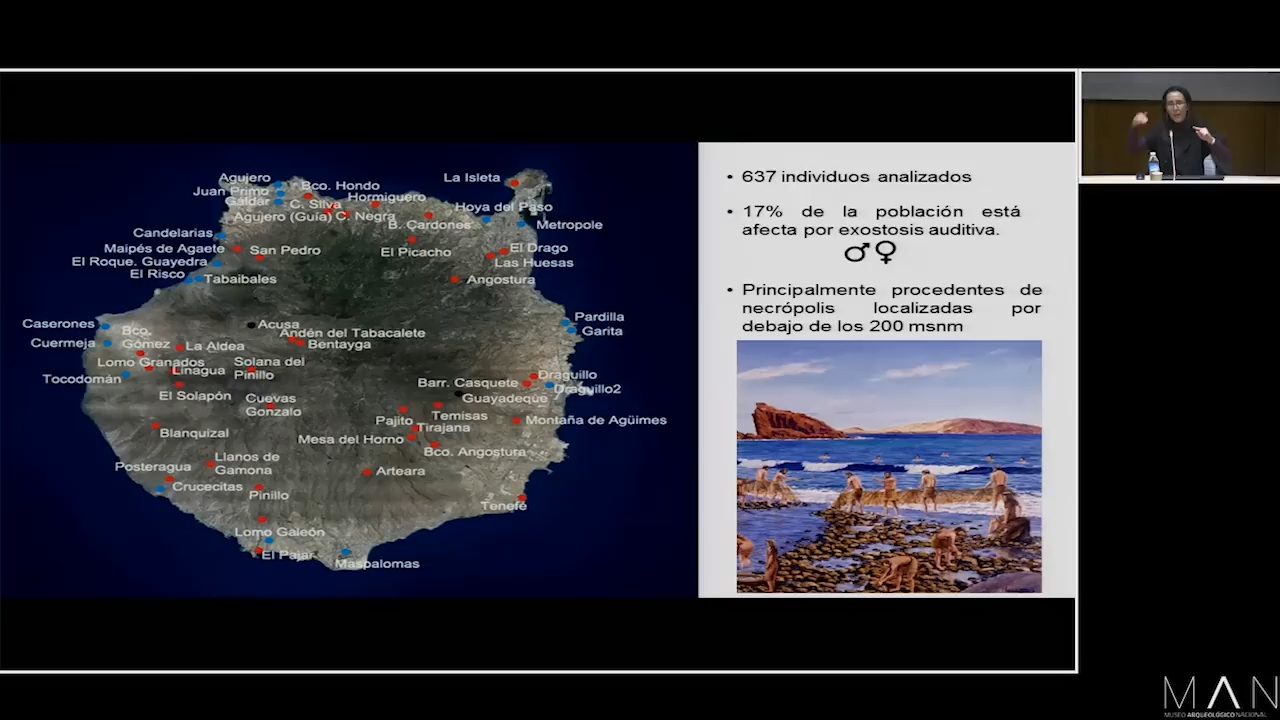 Agujero
Juan Primo
Gáldar
Bco. Hondo
C. Silva
Hormiguero
Agujero (Guía) C. Negra
La Isleta
Hoya del Paso
B. Cardones
Metropole
Candelarias
Maipés de Agaete
San Pedro
El Picacho
El Drago
El Roque. Guayedra
Las Huesas
El Risco
Tabaibales
Angostura
Caserones
Bco.
Gómez
Acusa
Andén del Tabacalete
Pardilla
Garita
Cuermeja
La Aldea
Bentayga
Lomo Granados
Linagua
Solana del
Pinillo
Tocodomán
Barr. Casquete
Draguillo
Draguillo2
El Solapón
Cuevas
Gonzalo
Guayadeque
Pajito
Temisas
Tirajana
Montaña de Agüimes
Blanquizal
Mesa del Horno
Bco. Angostura
Llanos de
Gamona
Posteragua
Arteara
Crucecitas
Pinillo
Tenefé
Lomo Galeón
El Pajar
Maspalomas
• 637 individuos analizados
• 17% de la población está
afecta por exostosis auditiva.
♂♀
• Principalmente procedentes de
necrópolis localizadas por
debajo de los 200 msnm
MAN
MUSEO ARQUEOLÓGICO NACIONAL